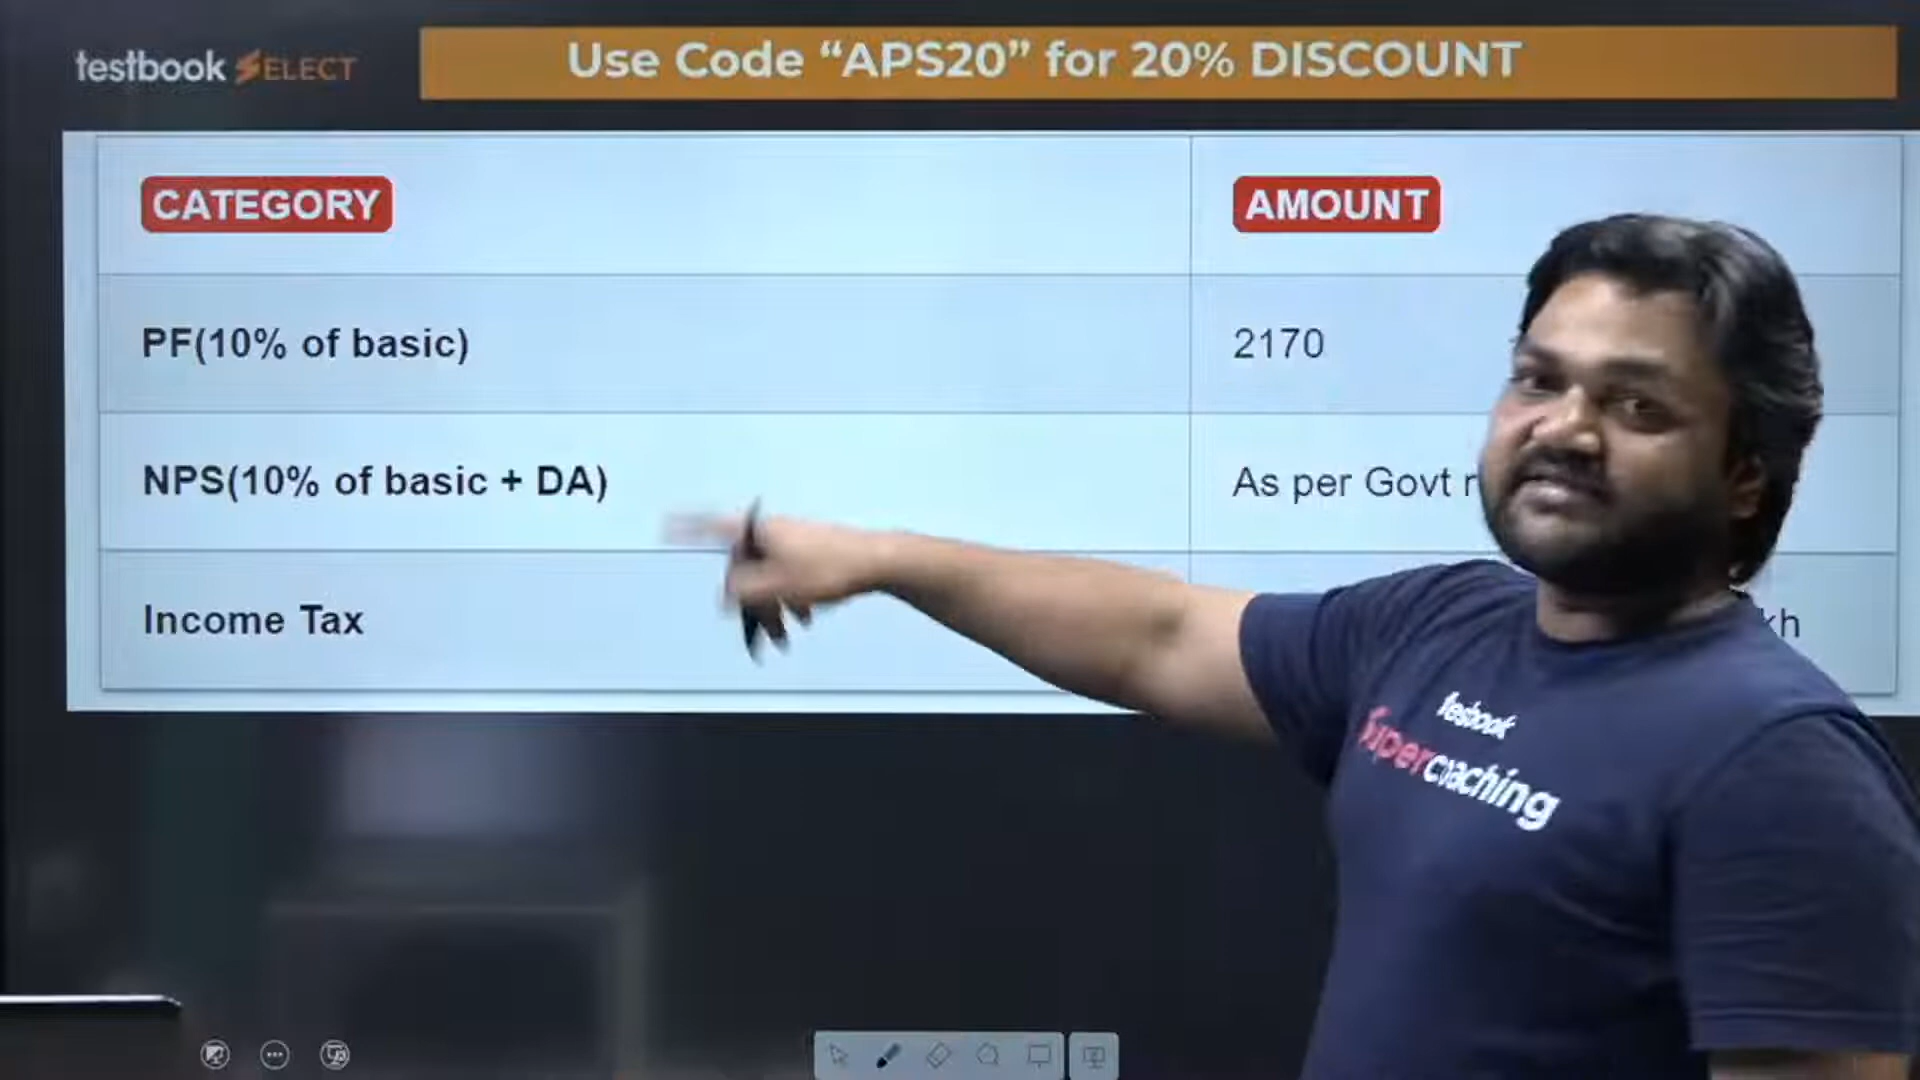 testbook SELECT
Use Code “APS20” for 20% DISCOUNT
CATEGORY
AMOUNT
PF(10% of basic)
2170
NPS(10% of basic + DA)
As per Govt
Income Tax
testbook
Supercoaching